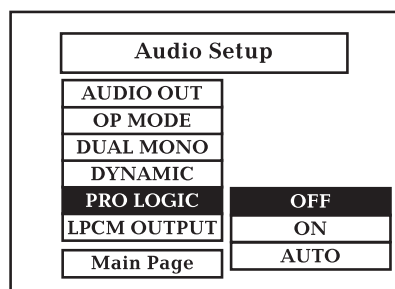 Audio Setup
AUDIO OUT
OP MODE
DUAL MONO
DYNAMIC
PRO LOGIC OFF
LPCM OUTPUT ON
Main Page AUTO